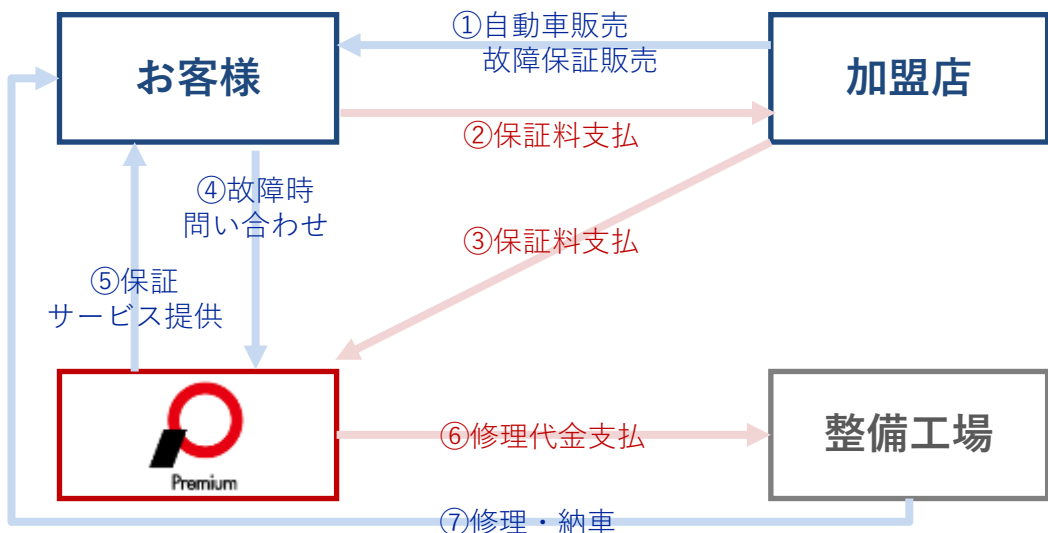 ①自動車販売
故障保証販売
お客様
加盟店
②保証料支払
④故障時
問い合わせ
③保証料支払
⑤保証
サービス提供
Premium
⑥修理代金支払
整備工場
⑦修理・納車